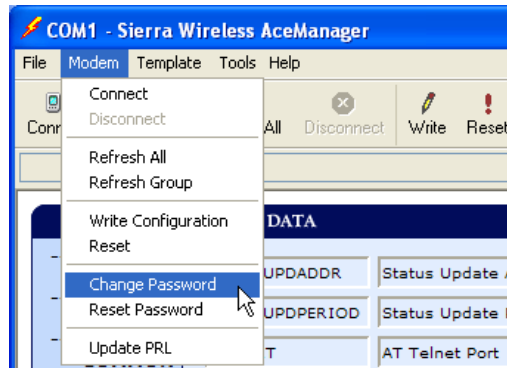 COM1 - Sierra Wireless AceManager
File Modem Template Tools Help
Connect
Disconnect
All Disconnect Write Reset
Refresh All
Refresh Group
Write Configuration
DATA
Reset
Change Password
UPDADDR Status Update
Reset Password
UPDPERIOD Status Update
Update PRL
T AT Telnet Port